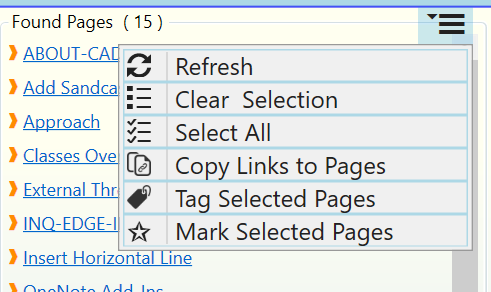 Found Pages ( 15 )
ABOUT-CAD
Refresh
Add Sandca
Clear Selection
Approach
Select All
Classes Ove
Copy Links to Pages
External Thr
Tag Selected Pages
INQ-EDGE-I
Mark Selected Pages
Insert Horizontal Line
OneNote Add-Ins